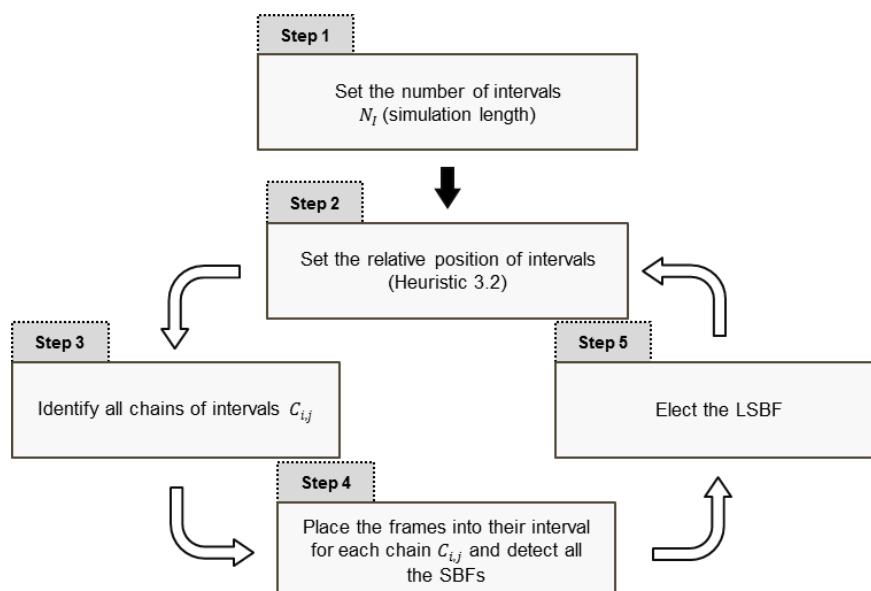 Step 1
Set the number of intervals
N_I (simulation length)
Step 2
Set the relative position of intervals
(Heuristic 3.2)
Step 3
Identify all chains of intervals C_{i,j}
Step 5
Elect the LSBF
Step 4
Place the frames into their interval
for each chain C_{i,j} and detect all
the SBFs